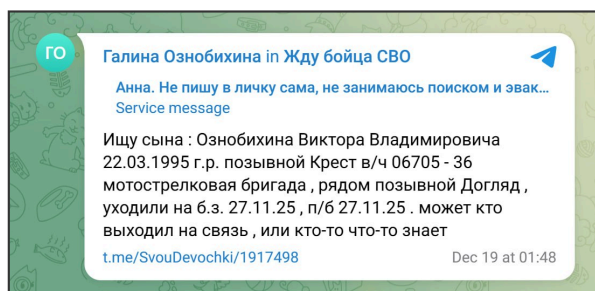 ГО
Галина Ознобихина in Жду бойца СВО
Анна. Не пишу в личку сама, не занимаюсь поиском и эвак...
Service message
Ищу сына : Ознобихина Виктора Владимировича
22.03.1995 г.р. позывной Крест в/ч 06705 - 36
мотострелковая бригада , рядом позывной Догляд ,
уходили на б.з. 27.11.25 , п/б 27.11.25 . может кто
выходил на связь , или кто-то что-то знает
t.me/SvouDevochki/1917498 Dec 19 at 01:48